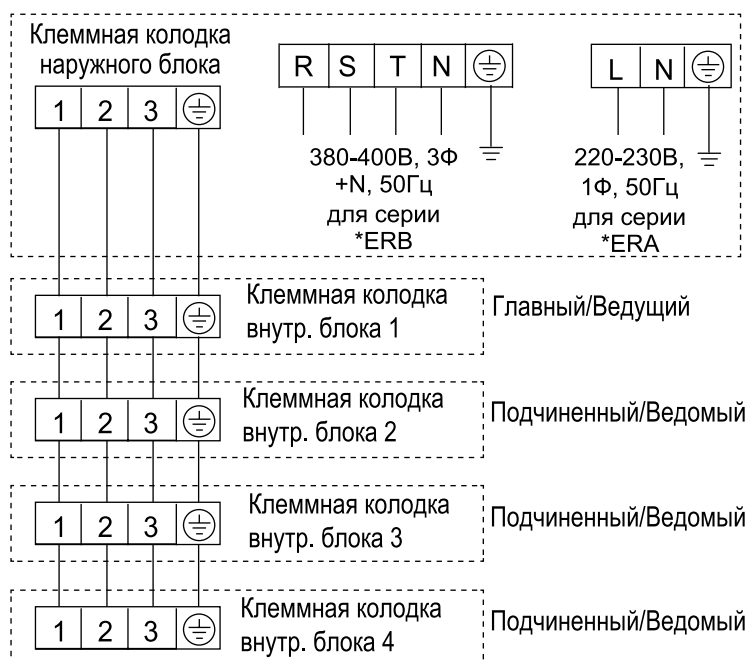 Клеммная колодка
наружного блока
1 2 3
R S T N
380-400В, 3Ф
+N, 50Гц
для серии
*ERB
L N
220-230В,
1Ф, 50Гц
для серии
*ERA
1 2 3
Клеммная колодка
внутр. блока 1
Главный/Ведущий
1 2 3
Клеммная колодка
внутр. блока 2
Подчиненный/Ведомый
1 2 3
Клеммная колодка
внутр. блока 3
Подчиненный/Ведомый
1 2 3
Клеммная колодка
внутр. блока 4
Подчиненный/Ведомый